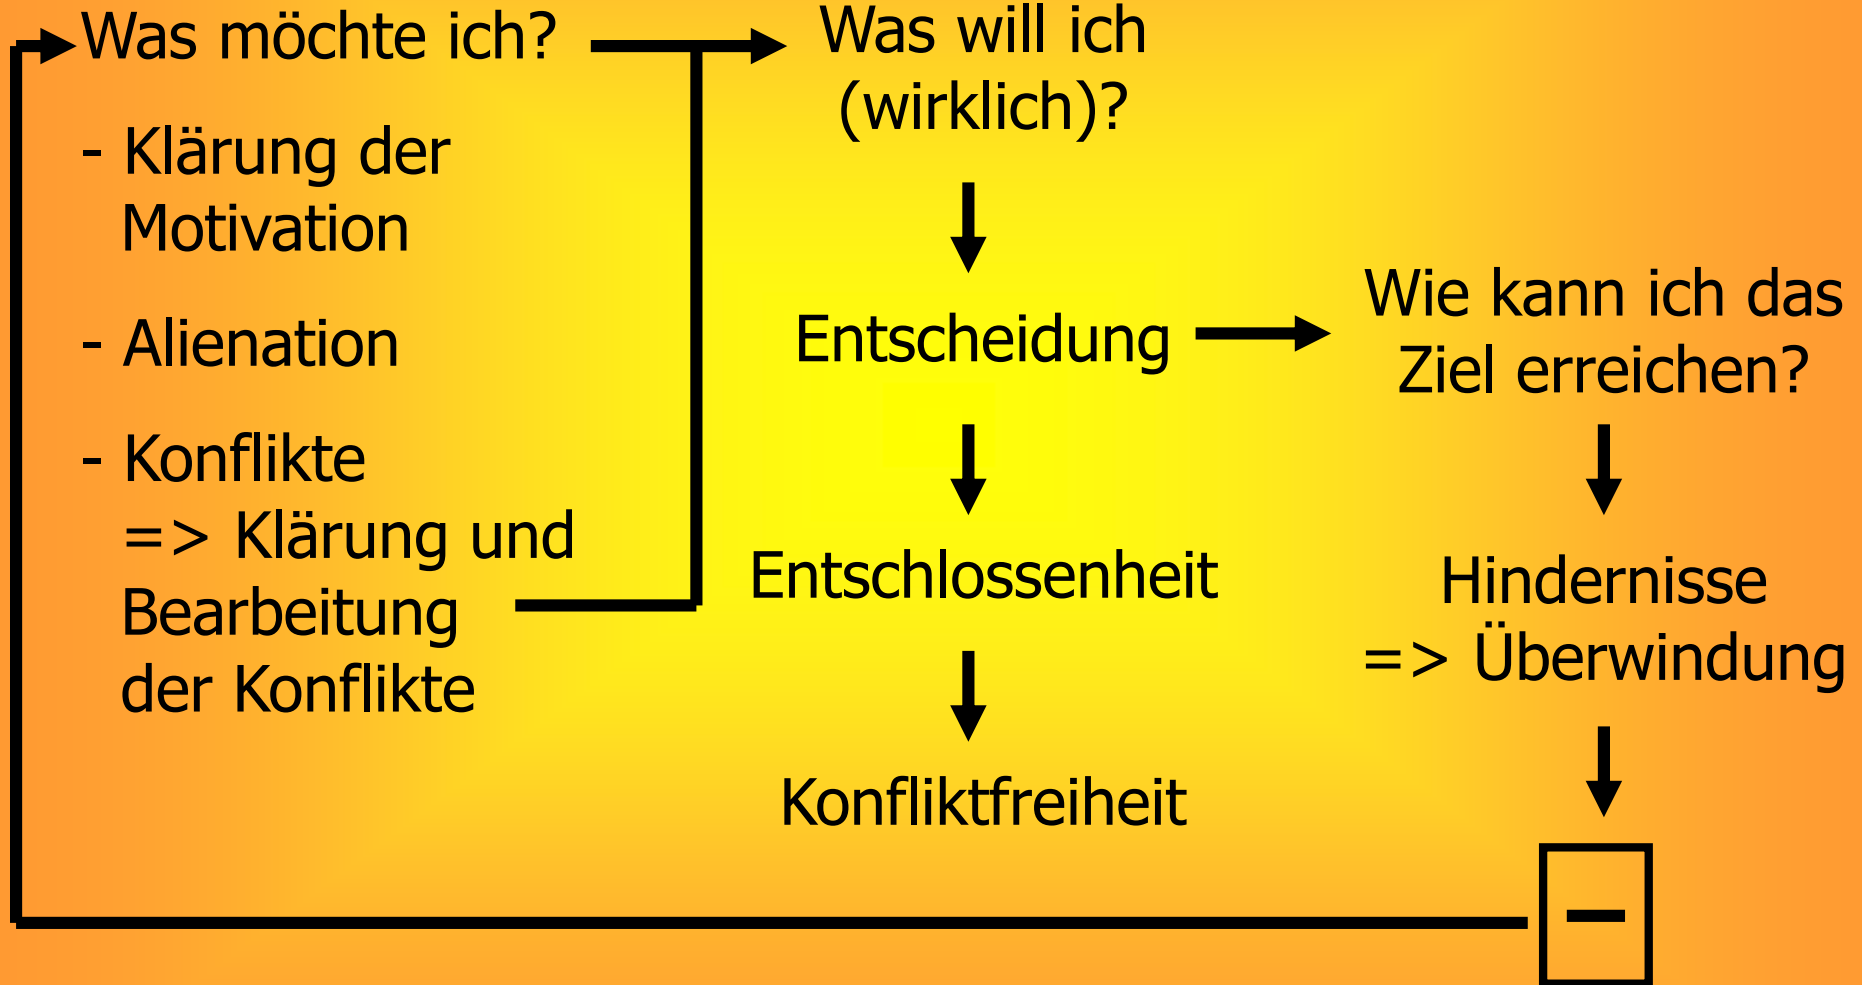 Was möchte ich?
- Klärung der
Motivation
- Alienation
- Konflikte
=> Klärung und
Bearbeitung
der Konflikte
Was will ich
(wirklich)?
Entscheidung
Entschlossenheit
Konfliktfreiheit
Wie kann ich das
Ziel erreichen?
Hindernisse
=> Überwindung
–